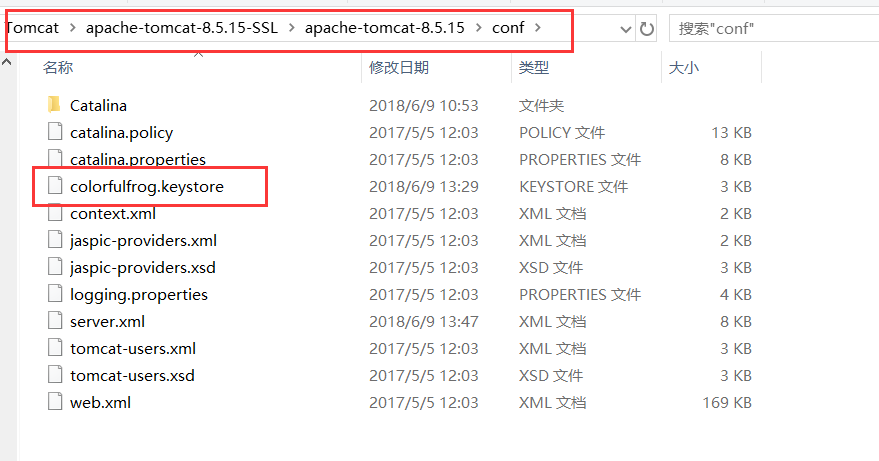 Tomcat > apache-tomcat-8.5.15-SSL > apache-tomcat-8.5.15 > conf > 搜索"conf"
名称 修改日期 类型 大小
Catalina 2018/6/9 10:53 文件夹
catalina.policy 2017/5/5 12:03 POLICY 文件 13 KB
catalina.properties 2017/5/5 12:03 PROPERTIES 文件 8 KB
colorfulfrog.keystore 2018/6/9 13:29 KEYSTORE 文件 3 KB
context.xml 2017/5/5 12:03 XML 文档 2 KB
jaspic-providers.xml 2017/5/5 12:03 XML 文档 2 KB
jaspic-providers.xsd 2017/5/5 12:03 XSD 文件 3 KB
logging.properties 2017/5/5 12:03 PROPERTIES 文件 4 KB
server.xml 2018/6/9 13:47 XML 文档 8 KB
tomcat-users.xml 2017/5/5 12:03 XML 文档 3 KB
tomcat-users.xsd 2017/5/5 12:03 XSD 文件 3 KB
web.xml 2017/5/5 12:03 XML 文档 169 KB